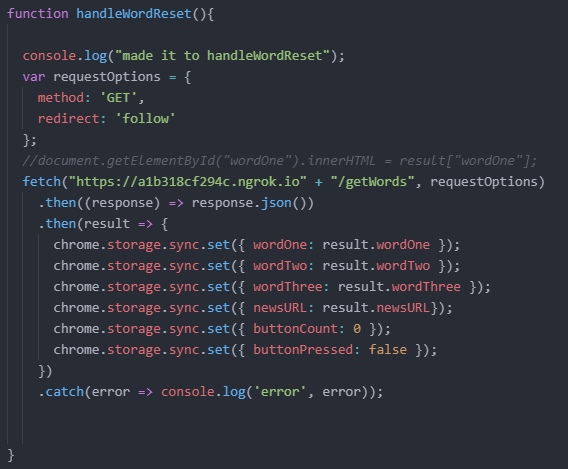 function handleWordReset(){
console.log("made it to handleWordReset");
var requestOptions = {
method: 'GET',
redirect: 'follow'
};
//document.getElementById("wordOne").innerHTML = result["wordOne"];
fetch("https://a1b318cf294c.ngrok.io" + "/getWords", requestOptions)
.then((response) => response.json())
.then(result => {
chrome.storage.sync.set({ wordOne: result.wordOne });
chrome.storage.sync.set({ wordTwo: result.wordTwo });
chrome.storage.sync.set({ wordThree: result.wordThree });
chrome.storage.sync.set({ newsURL: result.newsURL});
chrome.storage.sync.set({ buttonCount: 0 });
chrome.storage.sync.set({ buttonPressed: false });
})
.catch(error => console.log('error', error));
}